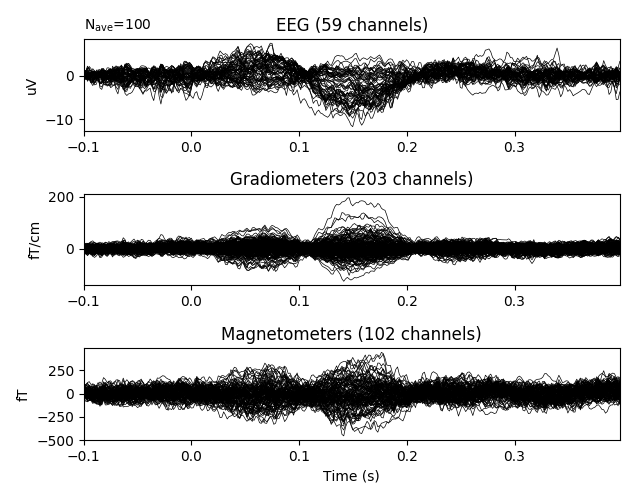 N_ave=100
EEG (59 channels)
uV
0
−10
−0.1 0.0 0.1 0.2 0.3
Gradiometers (203 channels)
fT/cm
200
0
−0.1 0.0 0.1 0.2 0.3
Magnetometers (102 channels)
fT
250
0
−250
−500
−0.1 0.0 0.1 0.2 0.3
Time (s)